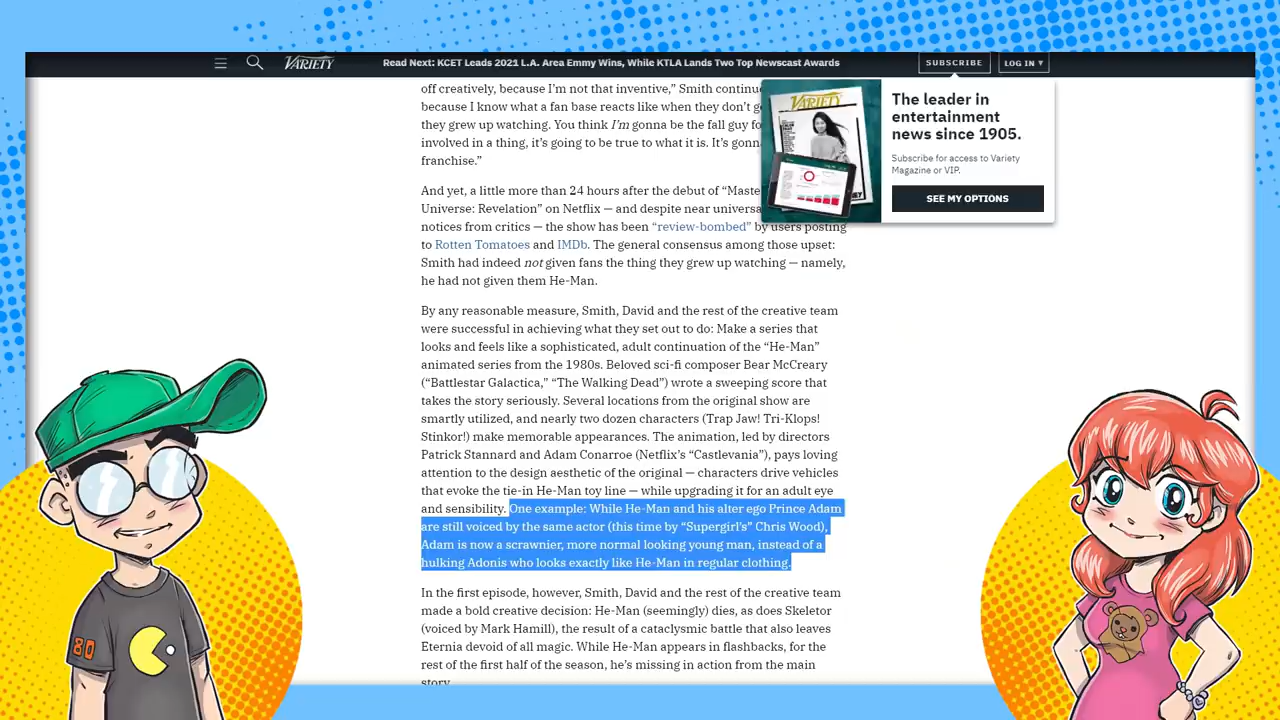 VARIETY
Read Next: KCET Leads 2021 L.A. Area Emmy Wins, While KTLA Lands Two Top Newscast Awards
SUBSCRIBE
LOG IN ▾
off creatively, because I’m not that inventive,” Smith continue
because I know what a fan base reacts like when they don’t g
they grew up watching. You think I’m gonna be the fall guy fo
involved in a thing, it’s going to be true to what it is. It’s gonn
franchise.”
VARIETY
The leader in
entertainment
news since 1905.
Subscribe for access to Variety
Magazine or VIP.
SEE MY OPTIONS
And yet, a little more than 24 hours after the debut of “Maste
Universe: Revelation” on Netflix — and despite near universa
notices from critics — the show has been “review-bombed” by users posting
to Rotten Tomatoes and IMDb. The general consensus among those upset:
Smith had indeed not given fans the thing they grew up watching — namely,
he had not given them He-Man.
By any reasonable measure, Smith, David and the rest of the creative team
were successful in achieving what they set out to do: Make a series that
looks and feels like a sophisticated, adult continuation of the “He-Man”
animated series from the 1980s. Beloved sci-fi composer Bear McCreary
(“Battlestar Galactica,” “The Walking Dead”) wrote a sweeping score that
takes the story seriously. Several locations from the original show are
smartly utilized, and nearly two dozen characters (Trap Jaw! Tri-Klops!
Stinkor!) make memorable appearances. The animation, led by directors
Patrick Stannard and Adam Conarroe (Netflix’s “Castlevania”), pays loving
attention to the design aesthetic of the original — characters drive vehicles
that evoke the tie-in He-Man toy line — while upgrading it for an adult eye
and sensibility. One example: While He-Man and his alter ego Prince Adam
are still voiced by the same actor (this time by “Supergirl’s” Chris Wood),
Adam is now a scrawnier, more normal looking young man, instead of a
hulking Adonis who looks exactly like He-Man in regular clothing.
In the first episode, however, Smith, David and the rest of the creative team
made a bold creative decision: He-Man (seemingly) dies, as does Skeletor
(voiced by Mark Hamill), the result of a cataclysmic battle that also leaves
Eternia devoid of all magic. While He-Man appears in flashbacks, for the
rest of the first half of the season, he’s missing in action from the main
story.
80